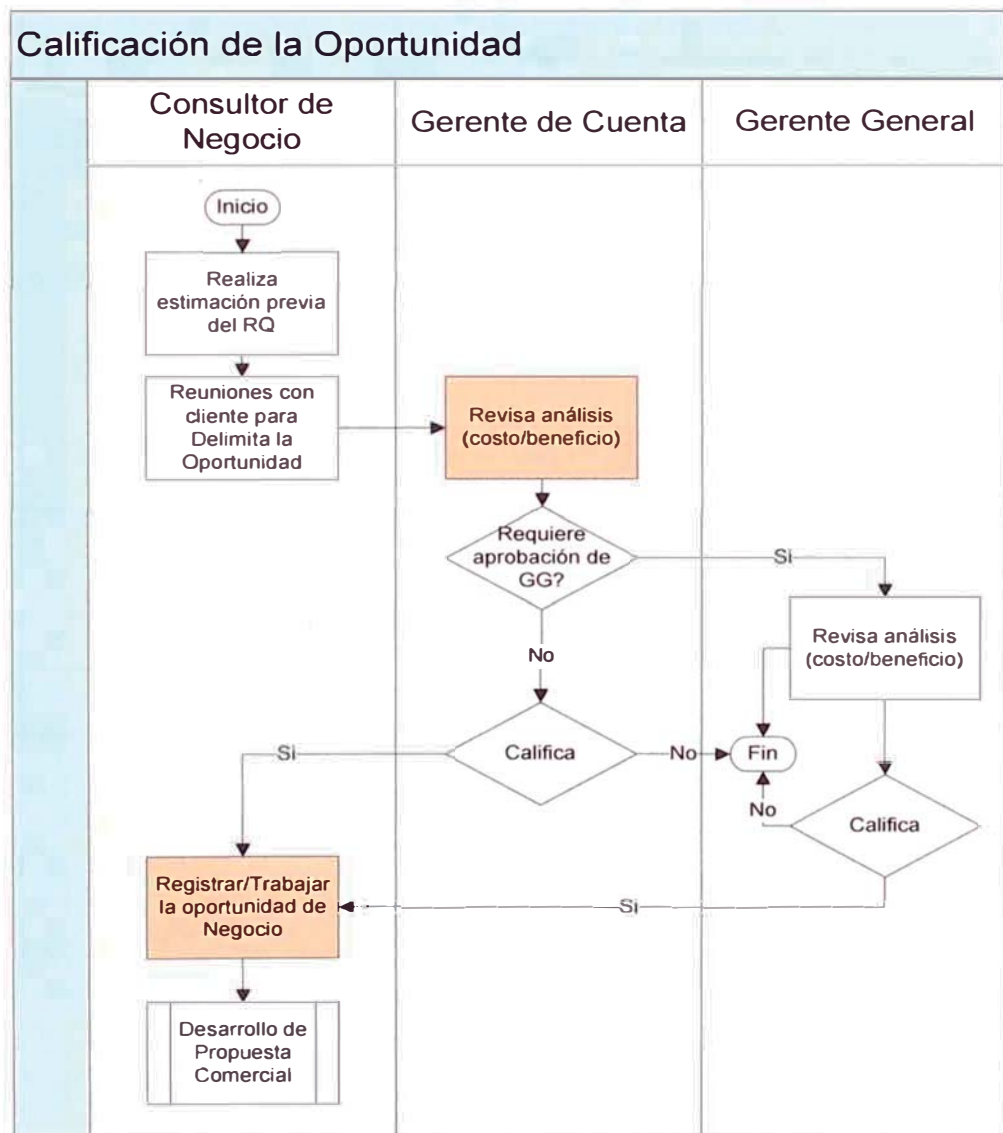 Calificación de la Oportunidad
Consultor de
Negocio
Gerente de Cuenta
Gerente General
Inicio
Realiza
estimación previa
del RQ
Reuniones con
cliente para
Delimita la
Oportunidad
Revisa análisis
(costo/beneficio)
Requiere
aprobación de
GG?
Si
Revisa análisis
(costo/beneficio)
No
Si
Califica
No
Fin
No
Califica
Registrar/Trabajar
la oportunidad de
Negocio
Si
Desarrollo de
Propuesta
Comercial